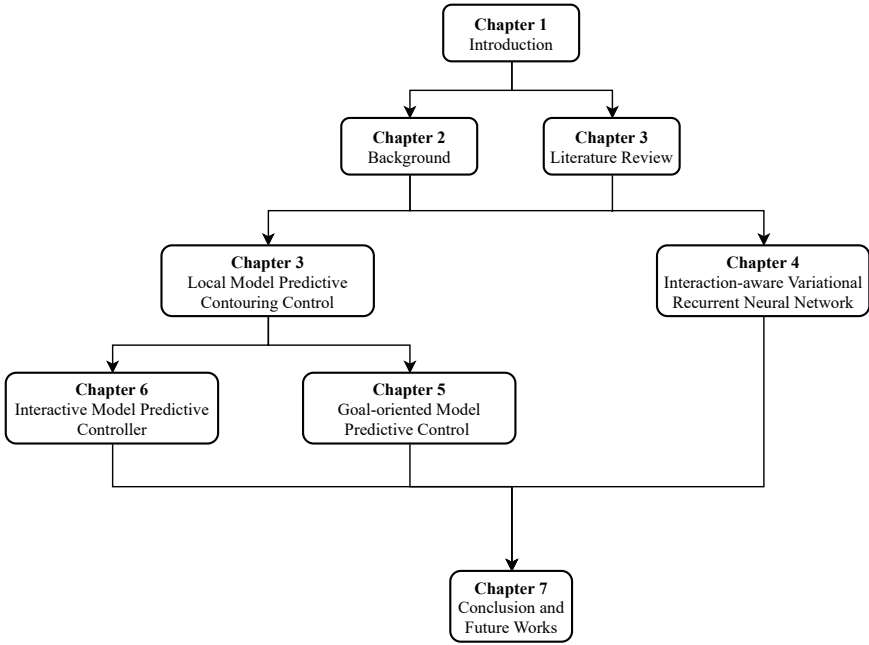 Chapter 1
Introduction
Chapter 2
Background
Chapter 3
Literature Review
Chapter 3
Local Model Predictive
Contouring Control
Chapter 4
Interaction-aware Variational
Recurrent Neural Network
Chapter 6
Interactive Model Predictive
Controller
Chapter 5
Goal-oriented Model
Predictive Control
Chapter 7
Conclusion and
Future Works